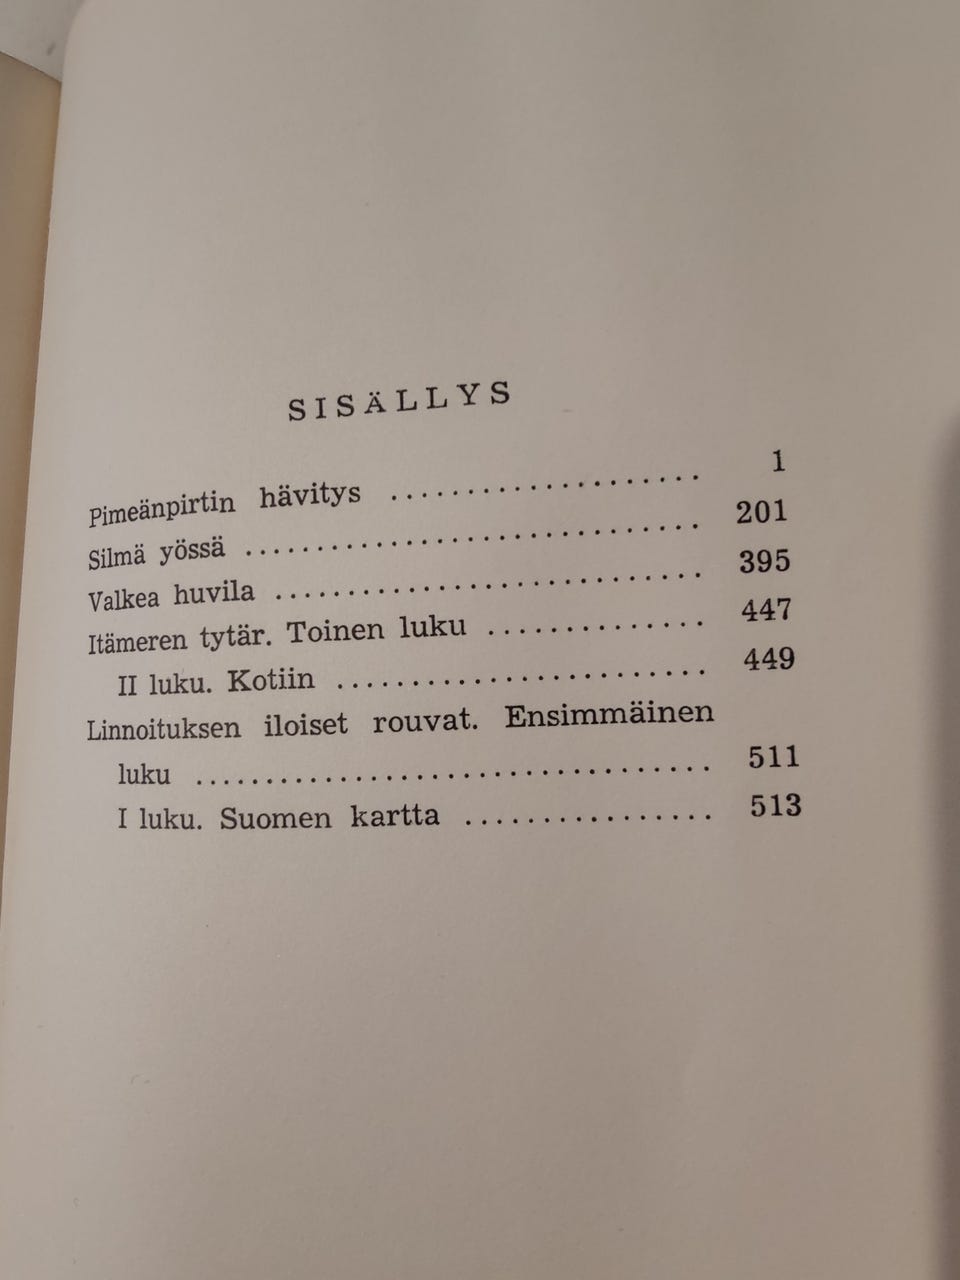 SISÄLLYS
Pimeänpirtin hävitys .................... 1
Silmä yössä .............................. 201
Valkea huvila ............................ 395
Itämeren tytär. Toinen luku .............. 447
II luku. Kotiin ........................ 449
Linnoituksen iloiset rouvat. Ensimmäinen
luku .................................. 511
I luku. Suomen kartta ................ 513